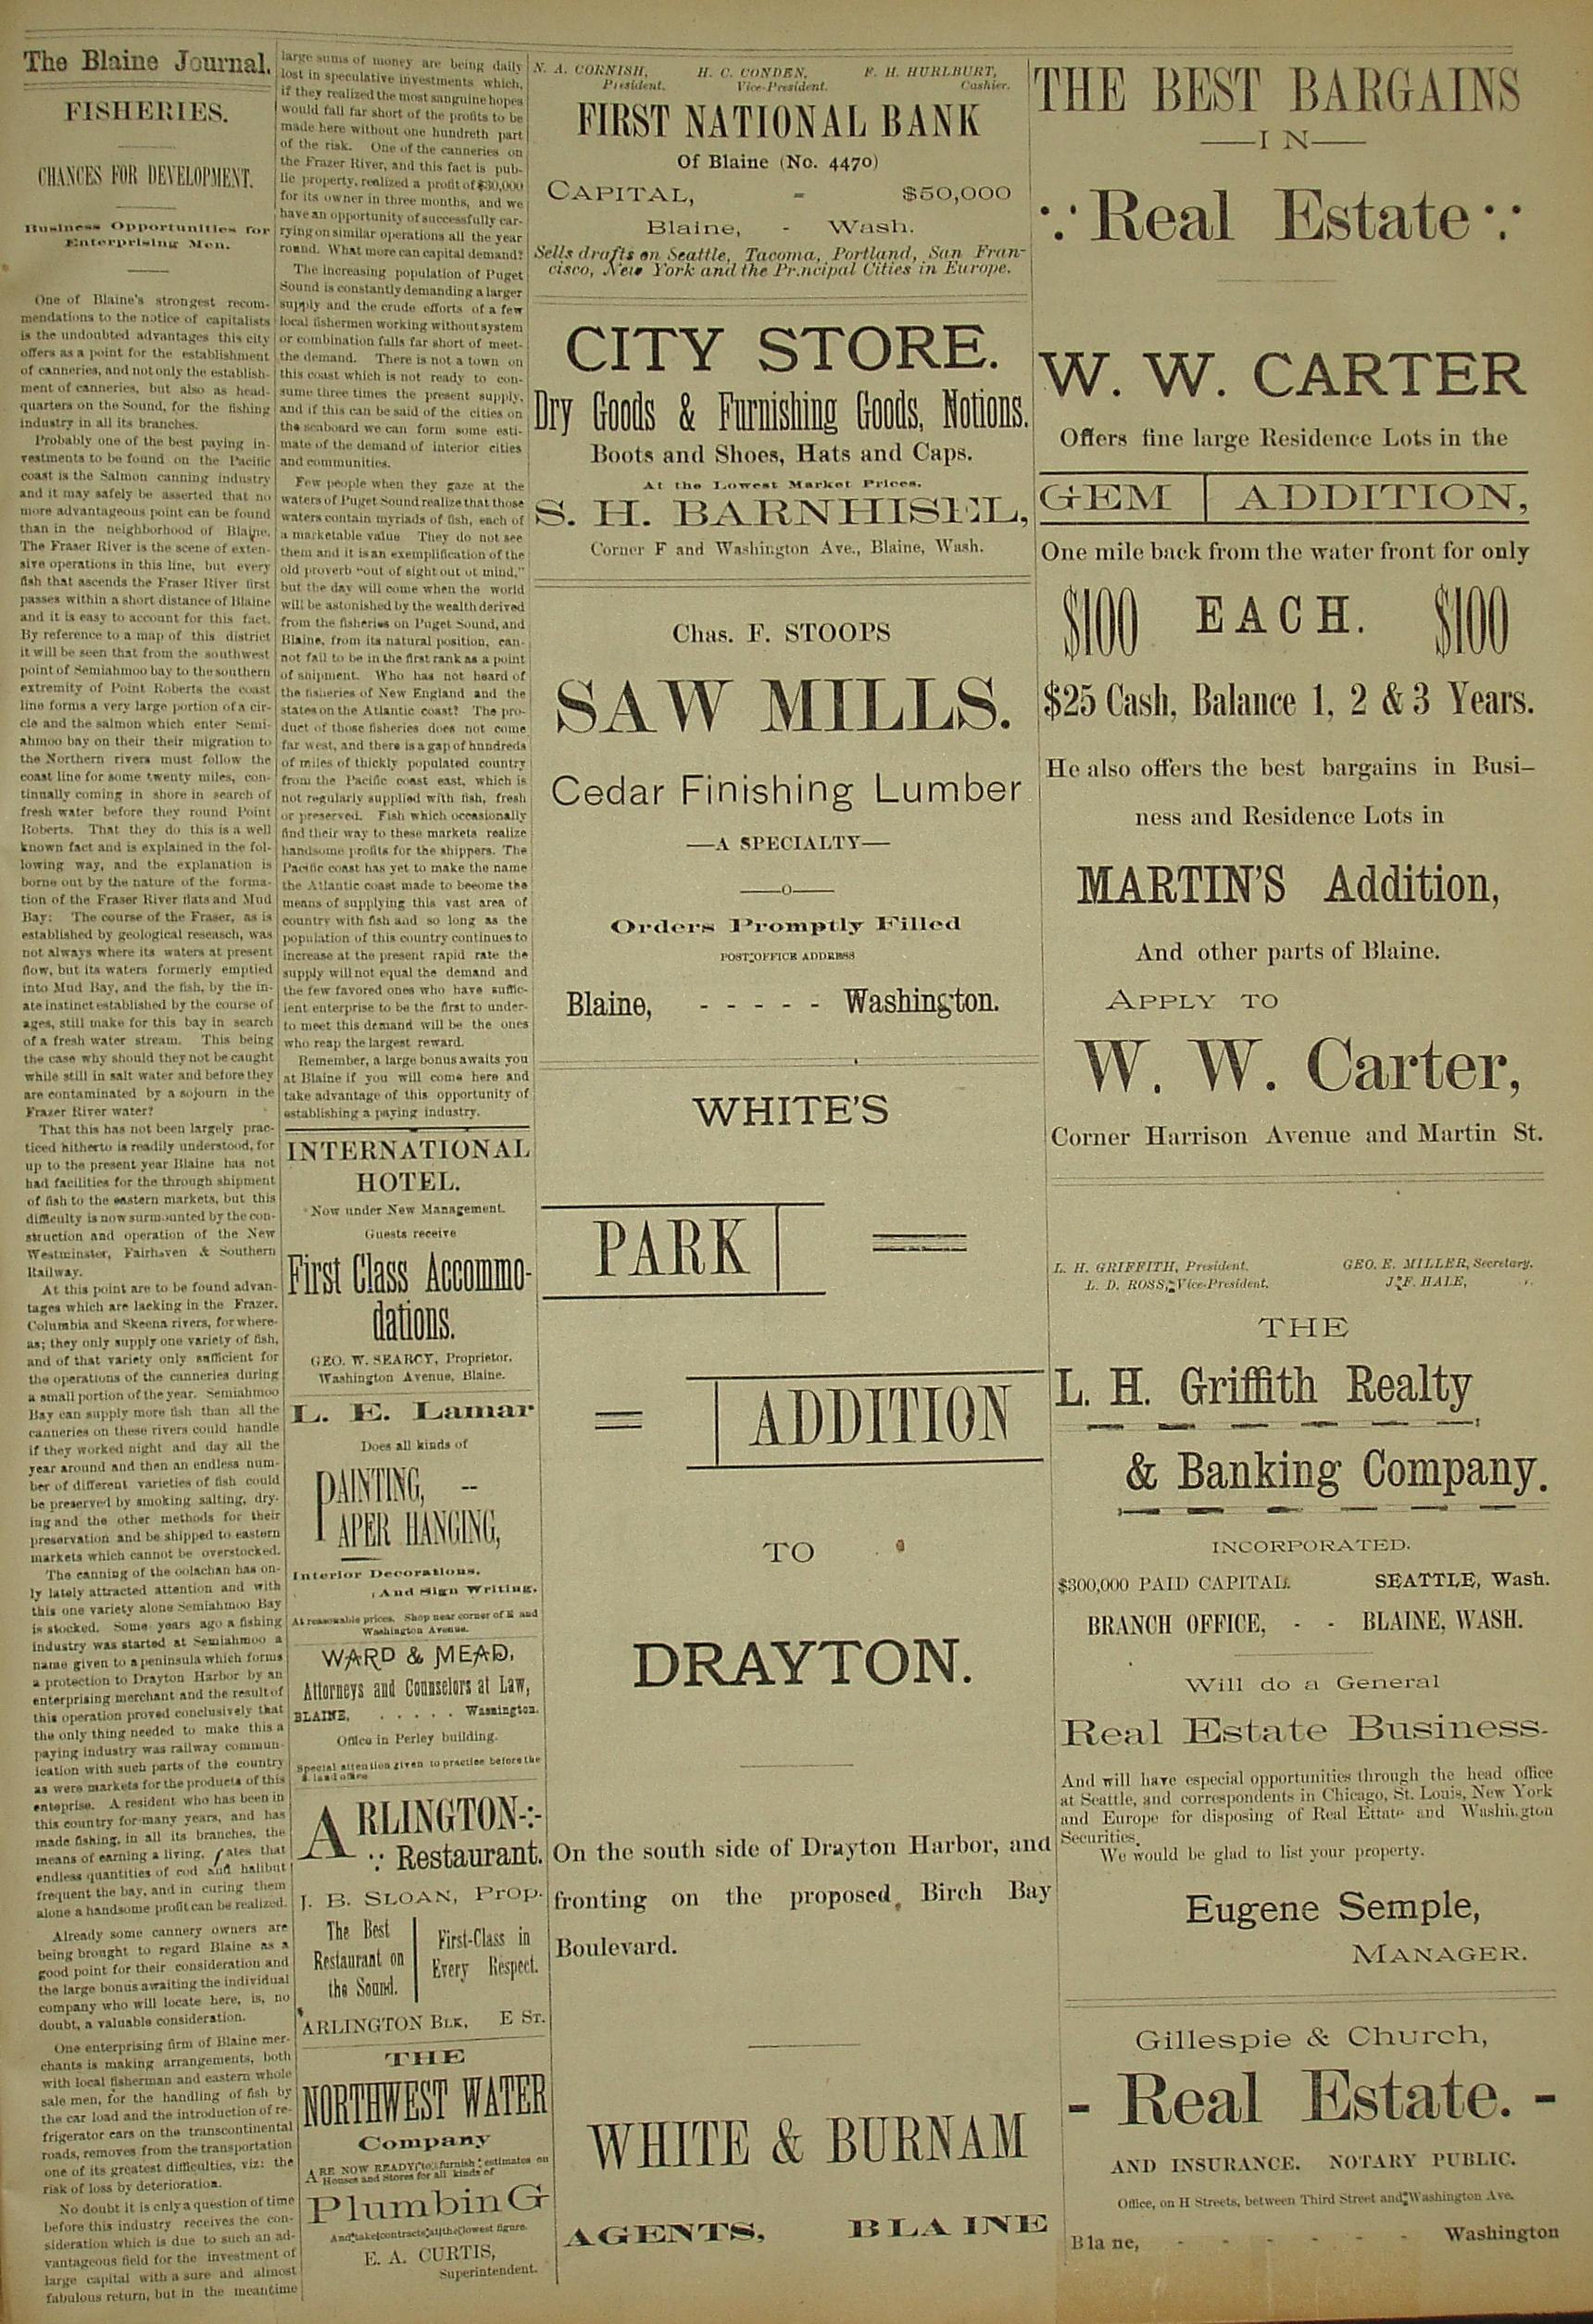 The Blaine Journal.
FISHERIES.
CHANCES FOR DEVELOPMENT.
Business Opportunities for
Enterprising Men.
One of Blaine's strongest recom-
mendations to the notice of capitalists
is the undoubted advantages this city
offers as a point for the establishment
of canneries, and not only the establish-
ment of canneries, but also as head-
quarters on the Sound, for the fishing
industry in all its branches.
Probably one of the best paying in-
vestments to be found on the Pacific
coast is the Salmon canning industry
and it may safely be asserted that no
more advantageous point can be found
than in the neighborhood of Blaine.
The Fraser River is the scene of exten-
sive operations in this line, but every
fish that ascends the Fraser River first
passes within a short distance of Blaine
and it is easy to account for this fact.
By reference to a map of this district
it will be seen that from the southwest
point of Semiahmoo bay to the southern
extremity of Point Roberts the coast
line forms a very large portion of a cir-
cle and the salmon which enter Semi-
ahmoo bay on their their migration to
the Northern rivers must follow the
coast line for some twenty miles, con-
tinually coming in shore in search of
fresh water before they round Point
Roberts. That they do this is a well
known fact and is explained in the fol-
lowing way, and the explanation is
borne out by the nature of the forma-
tion of the Fraser River flats and Mud
Bay: The course of the Fraser, as is
established by geological reseasch, was
not always where its waters at present
flow, but its waters formerly emptied
into Mud Bay, and the fish, by the in-
ate instinct established by the course of
ages, still make for this bay in search
of a fresh water stream. This being
the case why should they not be caught
while still in salt water and before they
are contaminated by a sojourn in the
Frazer River water?
That this has not been largely prac-
ticed hitherto is readily understood, for
up to the present year Blaine has not
had facilities for the through shipment
of fish to the eastern markets, but this
difficulty is now surmounted by the con-
struction and operation of the New
Westminster, Fairhaven & Southern
Railway.
At this point are to be found advan-
tages which are lacking in the Frazer,
Columbia and Skeena rivers, for where-
as; they only supply one variety of fish,
and of that variety only sufficient for
the operations of the canneries during
a small portion of the year. Semiahmoo
Bay can supply more fish than all the
canneries on these rivers could handle
if they worked night and day all the
year around and then an endless num-
ber of different varieties of fish could
be preserved by smoking salting, dry-
ing and the other methods for their
preservation and be shipped to eastern
markets which cannot be overstocked.
The canning of the oolachan has on-
ly lately attracted attention and with
this one variety alone Semiahmoo Bay
is stocked. Some years ago a fishing
industry was started at Semiahmoo a
name given to a peninsula which forms
a protection to Drayton Harbor by an
enterprising merchant and the result of
this operation proved conclusively that
the only thing needed to make this a
paying industry was railway commun-
ication with such parts of the country
as were markets for the products of this
enteprise. A resident who has been in
this country for many years, and has
made fishing, in all its branches, the
means of earning a living, ates that
endless quantities of cod and halibut
frequent the bay, and in curing them
alone a handsome profit can be realized.
Already some cannery owners are
being brought to regard Blaine as a
good point for their consideration and
the large bonus awaiting the individual
company who will locate here, is, no
doubt, a valuable consideration.
One enterprising firm of Blaine mer-
chants is making arrangements, both
with local fisherman and eastern whole
sale men, for the handling of fish by
the car load and the introduction of re-
frigerator cars on the transcontinental
roads, removes from the transportation
one of its greatest difficulties, viz: the
risk of loss by deterioration.
No doubt it is only a question of time
before this industry receives the con-
sideration which is due to such an ad-
vantageous field for the investment of
large capital with a sure and almost
fabulous return, but in the meantime
large sums of money are being daily
lost in speculative investments which,
if they realized the most sanguine hopes
would fall far short of the profits to be
made here without one hundreth part
of the risk. One of the canneries on
the Frazer River, and this fact is pub-
lic property, realized a profit of $30,000
for its owner in three months, and we
have an opportunity of successfully car-
rying on similar operations all the year
round. What more can capital demand?
The increasing population of Puget
Sound is constantly demanding a larger
supply and the crude efforts of a few
local fishermen working without system
or combination falls far short of meet-
the demand. There is not a town on
this coast which is not ready to con-
sume three times the present supply,
and if this can be said of the cities on
the seaboard we can form some esti-
mate of the demand of interior cities
and communities.
Few people when they gaze at the
waters of Puget Sound realize that those
waters contain myriads of fish, each of
a marketable value They do not see
them and it is an exemplification of the
old proverb "out of sight out ot mind,"
but the day will come when the world
will be astonished by the wealth derived
from the fisheries on Puget Sound, and
Blaine, from its natural position, can-
not fail to be in the first rank as a point
of snipment. Who has not heard of
the fisheries of New England and the
states on the Atlantic coast? The pro-
duct of those fisheries does not come
far west, and there is a gap of hundreds
of miles of thickly populated country
from the Pacific coast east, which is
not regularly supplied with fish, fresh
or preserved. Fish which occasionally
find their way to these markets realize
handsome profits for the shippers. The
Pacific coast has yet to make the name
the Atlantic coast made to become the
means of supplying this vast area of
country with fish and so long as the
population of this country continues to
increase at the present rapid rate the
supply will not equal the demand and
the few favored ones who have suffic-
ient enterprise to be the first to under-
to meet this demand will be the ones
who reap the largest reward.
Remember, a large bonus awaits you
at Blaine if you will come here and
take advantage of this opportunity of
establishing a paying industry.
INTERNATIONAL
HOTEL.
Now under New Management.
Guests receive
First Class Accommo-
dations.
GEO. W. SEARCY, Proprietor.
Washington Avenue, Blaine.
L. E. Lamar
Does all kinds of
PAINTING, --
APER HANGING,
Interior Decorations,
And Sign Writing.
At reasonable prices. Shop near corner of E and
Washington Avenue.
WARD & MEAD,
Attorneys and Counselors at Law,
BLAINE, . . . . . Washington.
Office in Perley building.
Special attention given to practice before the
land office
ARLINGTON-:-
:: Restaurant.
J. B. SLOAN, PROP.
The Best
Restaurant on
the Sound.
First-Class in
Every Respect.
ARLINGTON BLK, E ST.
THE
NORTHWEST WATER
Company
ARE NOW READY to furnish estimates on
Houses and Stores for all kinds of
PlumbinG
And take contracts at the lowest figure.
E. A. CURTIS,
Superintendent.
N. A. CORNISH, H. C. CONDEN, F. H. HURLBURT,
President. Vice-President. Cashier.
FIRST NATIONAL BANK
Of Blaine (No. 4470)
CAPITAL, - $50,000
Blaine, - Wash.
Sells drafts on Seattle, Tacoma, Portland, San Fran-
cisco, New York and the Pr.ncipal Cities in Europe.
CITY STORE.
Dry Goods & Furnishing Goods, Notions.
Boots and Shoes, Hats and Caps.
At the Lowest Market Prices.
S. H. BARNHISEL,
Corner F and Washington Ave., Blaine, Wash.
Chas. F. STOOPS
SAW MILLS.
Cedar Finishing Lumber
—A SPECIALTY—
——o——
Orders Promptly Filled
POST OFFICE ADDRESS
Blaine, - - - - - Washington.
WHITE'S
PARK
ADDITION
TO
DRAYTON.
On the south side of Drayton Harbor, and
fronting on the proposed Birch Bay
Boulevard.
WHITE & BURNAM
AGENTS, BLAINE
THE BEST BARGAINS
—IN—
Real Estate
W. W. CARTER
Offers fine large Residence Lots in the
GEM ADDITION,
One mile back from the water front for only
$100 EACH. $100
$25 Cash, Balance 1, 2 & 3 Years.
He also offers the best bargains in Busi-
ness and Residence Lots in
MARTIN'S Addition,
And other parts of Blaine.
APPLY TO
W. W. Carter,
Corner Harrison Avenue and Martin St.
L. H. GRIFFITH, President. GEO. E. MILLER, Secretary.
L. D. ROSS, Vice-President. J. F. HALE,
THE
L. H. Griffith Realty
& Banking Company.
INCORPORATED.
$300,000 PAID CAPITAL. SEATTLE, Wash.
BRANCH OFFICE, - - BLAINE, WASH.
Will do a General
Real Estate Business.
And will have especial opportunities through the head office
at Seattle, and correspondents in Chicago, St. Louis, New York
and Europe for disposing of Real Ettate and Washington
Securities.
We would be glad to list your property.
Eugene Semple,
MANAGER.
Gillespie & Church,
- Real Estate. -
AND INSURANCE. NOTARY PUBLIC.
Office, on H Streets, between Third Street and Washington Ave.
Bla ne, - - - - - - Washington